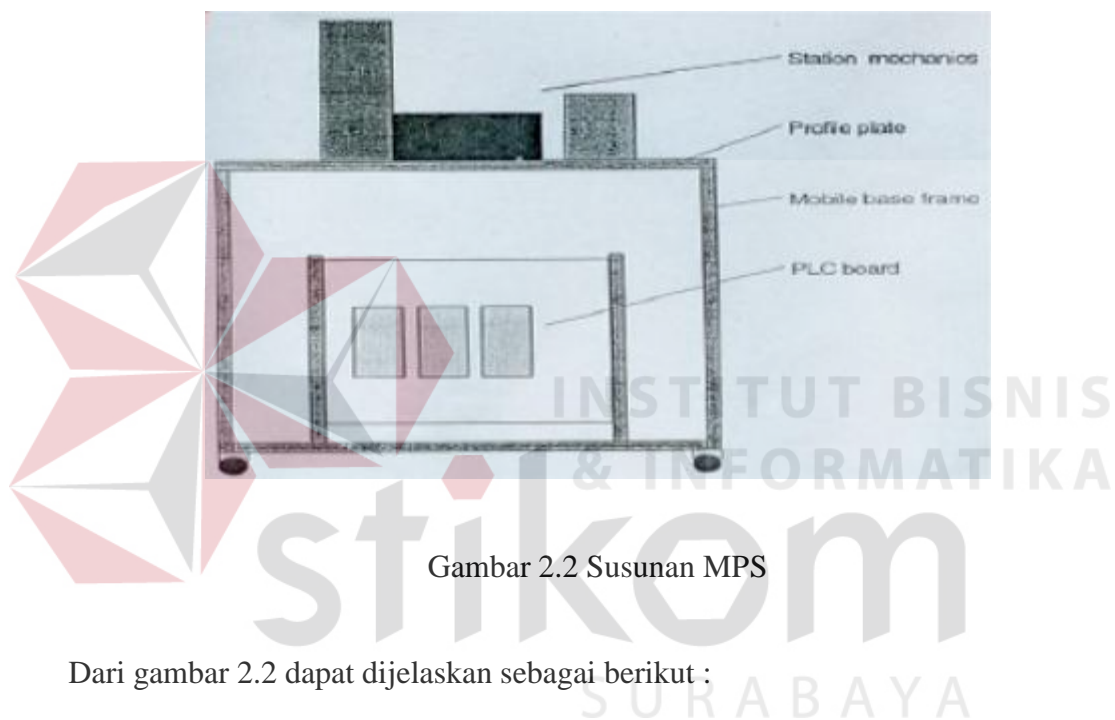 Station mechanics
Profile plate
Mobile base frame
PLC board
INSTITUT BISNIS
& INFORMATIKA
stikom
SURABAYA
Gambar 2.2 Susunan MPS
Dari gambar 2.2 dapat dijelaskan sebagai berikut :